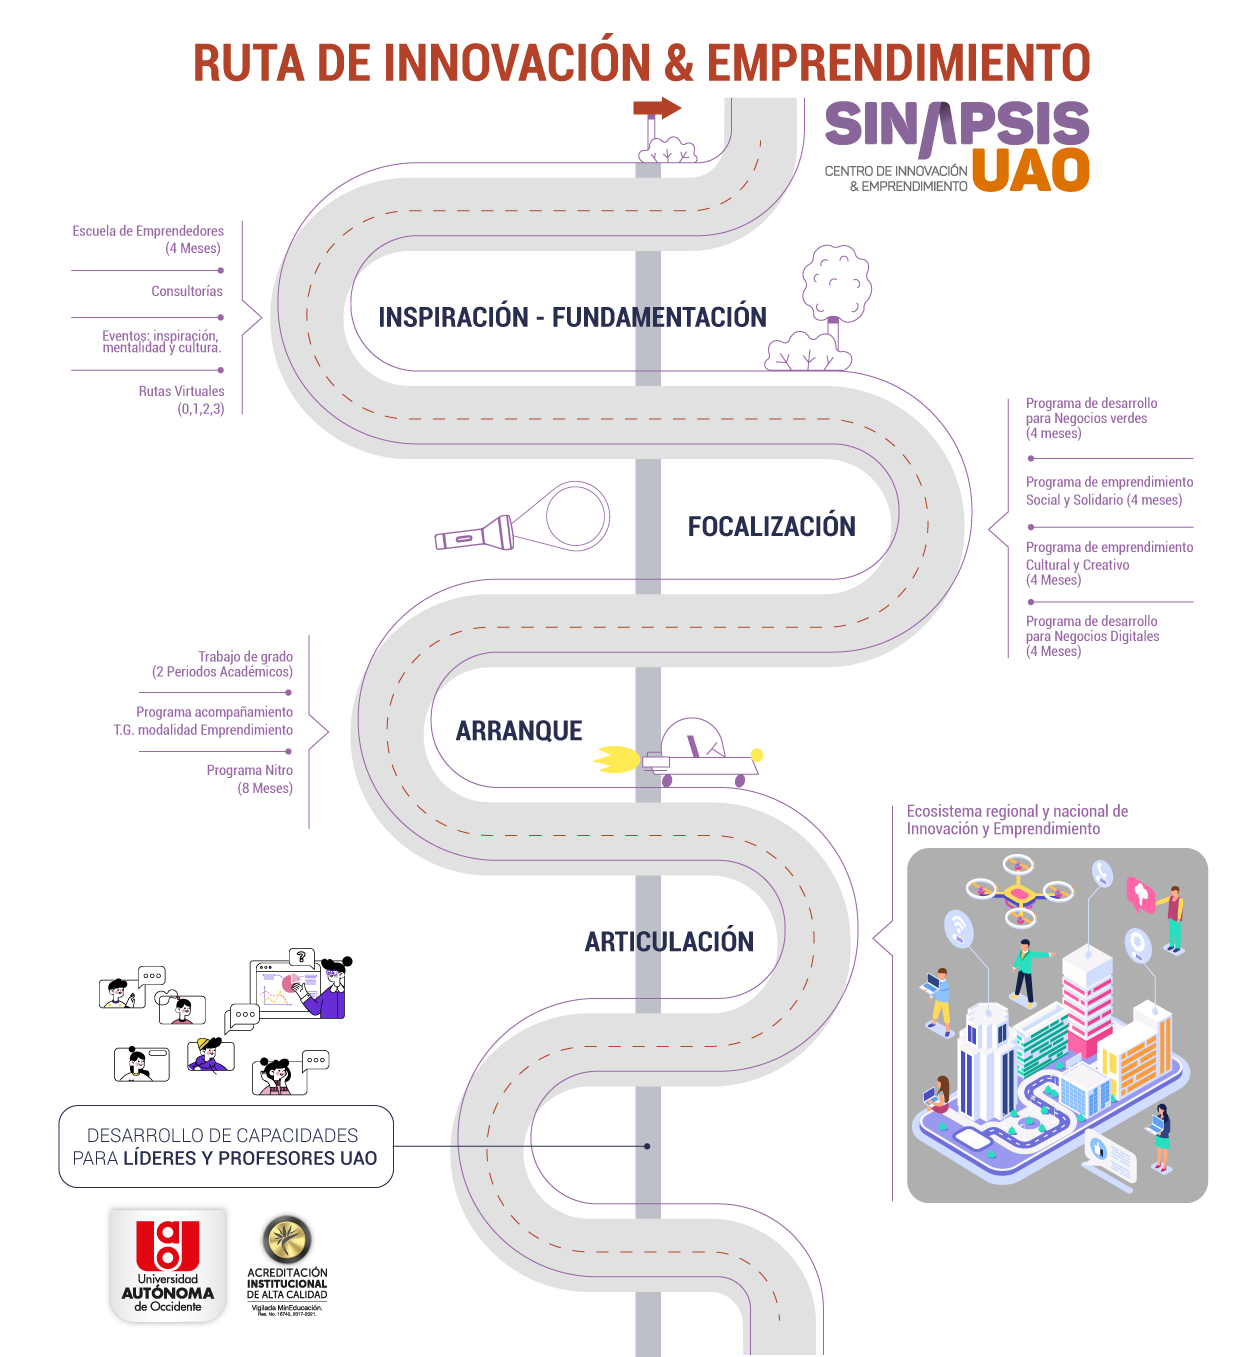 RUTA DE INNOVACIÓN & EMPRENDIMIENTO
SINAPSIS
UAO
CENTRO DE INNOVACIÓN
& EMPRENDIMIENTO
Escuela de Emprendedores
(4 Meses)
Consultorías
Eventos: inspiración,
mentalidad y cultura.
Rutas Virtuales
(0,1,2,3)
INSPIRACIÓN - FUNDAMENTACIÓN
Programa de desarrollo
para Negocios verdes
(4 meses)
Programa de emprendimiento
Social y Solidario (4 meses)
Programa de emprendimiento
Cultural y Creativo
(4 Meses)
Programa de desarrollo
para Negocios Digitales
(4 Meses)
FOCALIZACIÓN
Trabajo de grado
(2 Periodos Académicos)
Programa acompañamiento
T.G. modalidad Emprendimiento
Programa Nitro
(8 Meses)
ARRANQUE
Ecosistema regional y nacional de
Innovación y Emprendimiento
ARTICULACIÓN
?
DESARROLLO DE CAPACIDADES
PARA LÍDERES Y PROFESORES UAO
Universidad
AUTÓNOMA
de Occidente
ACREDITACIÓN
INSTITUCIONAL
DE ALTA CALIDAD
Vigilada MinEducación.
Res. No. 16740, 2017-2021.